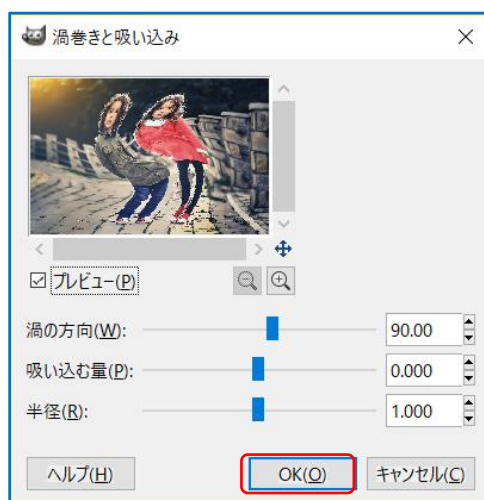 渦巻きと吸い込み
プレビュー(P)
渦の方向(W): 90.00
吸い込む量(P): 0.000
半径(R): 1.000
ヘルプ(H) OK(O) キャンセル(C)